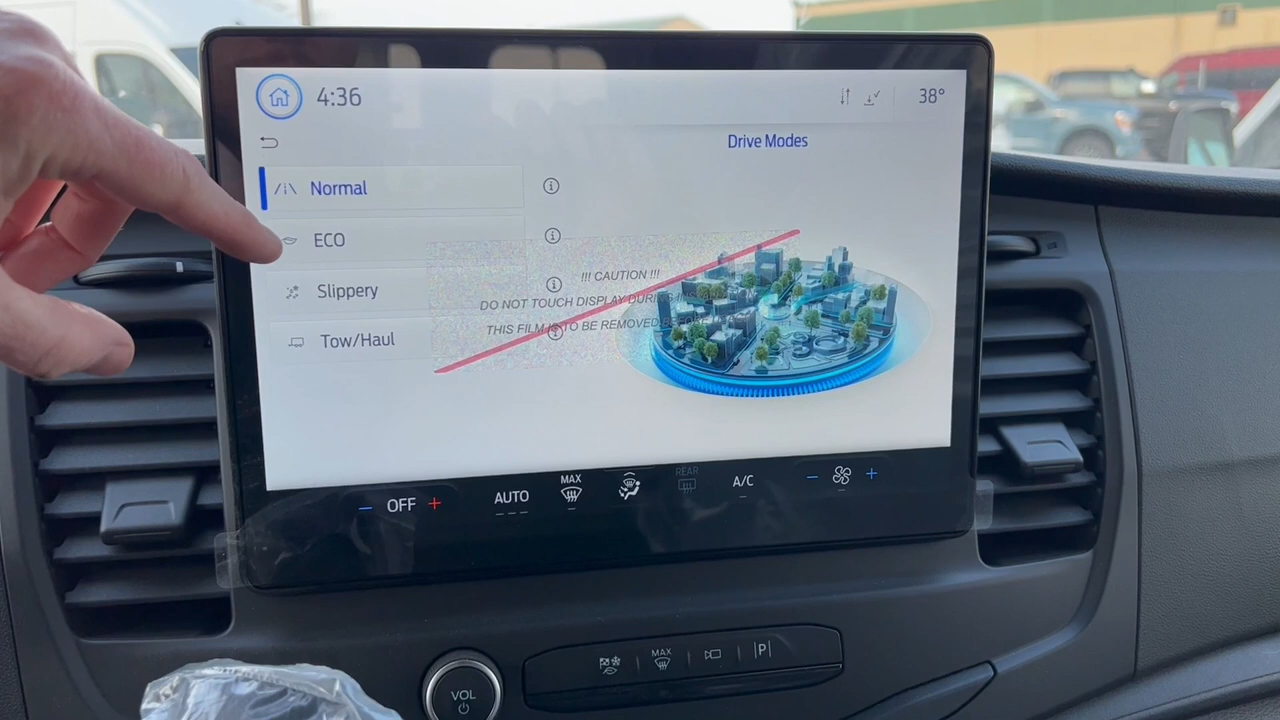 4:36
38°
Drive Modes
Normal
ECO
Slippery
Tow/Haul
!!! CAUTION !!!
DO NOT TOUCH DISPLAY DURING
THIS FILM IS TO BE REMOVED
OFF
AUTO
MAX
REAR
A/C
MAX
P
VOL